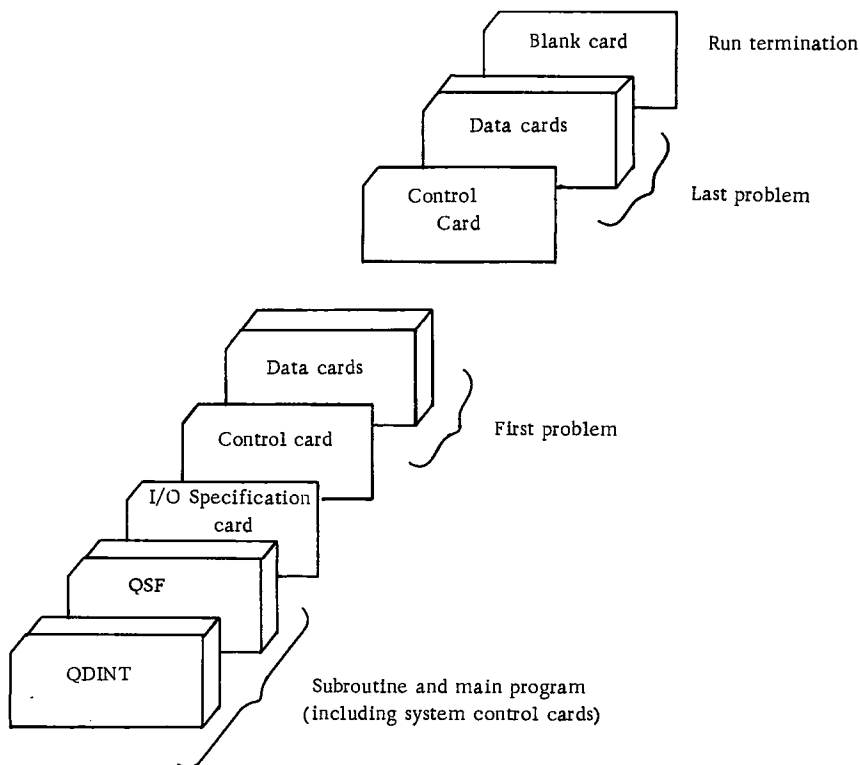 Blank card
Run termination
Data cards
Last problem
Control
Card
Data cards
First problem
Control card
I/O Specification
card
QSF
QDINT
Subroutine and main program
(including system control cards)